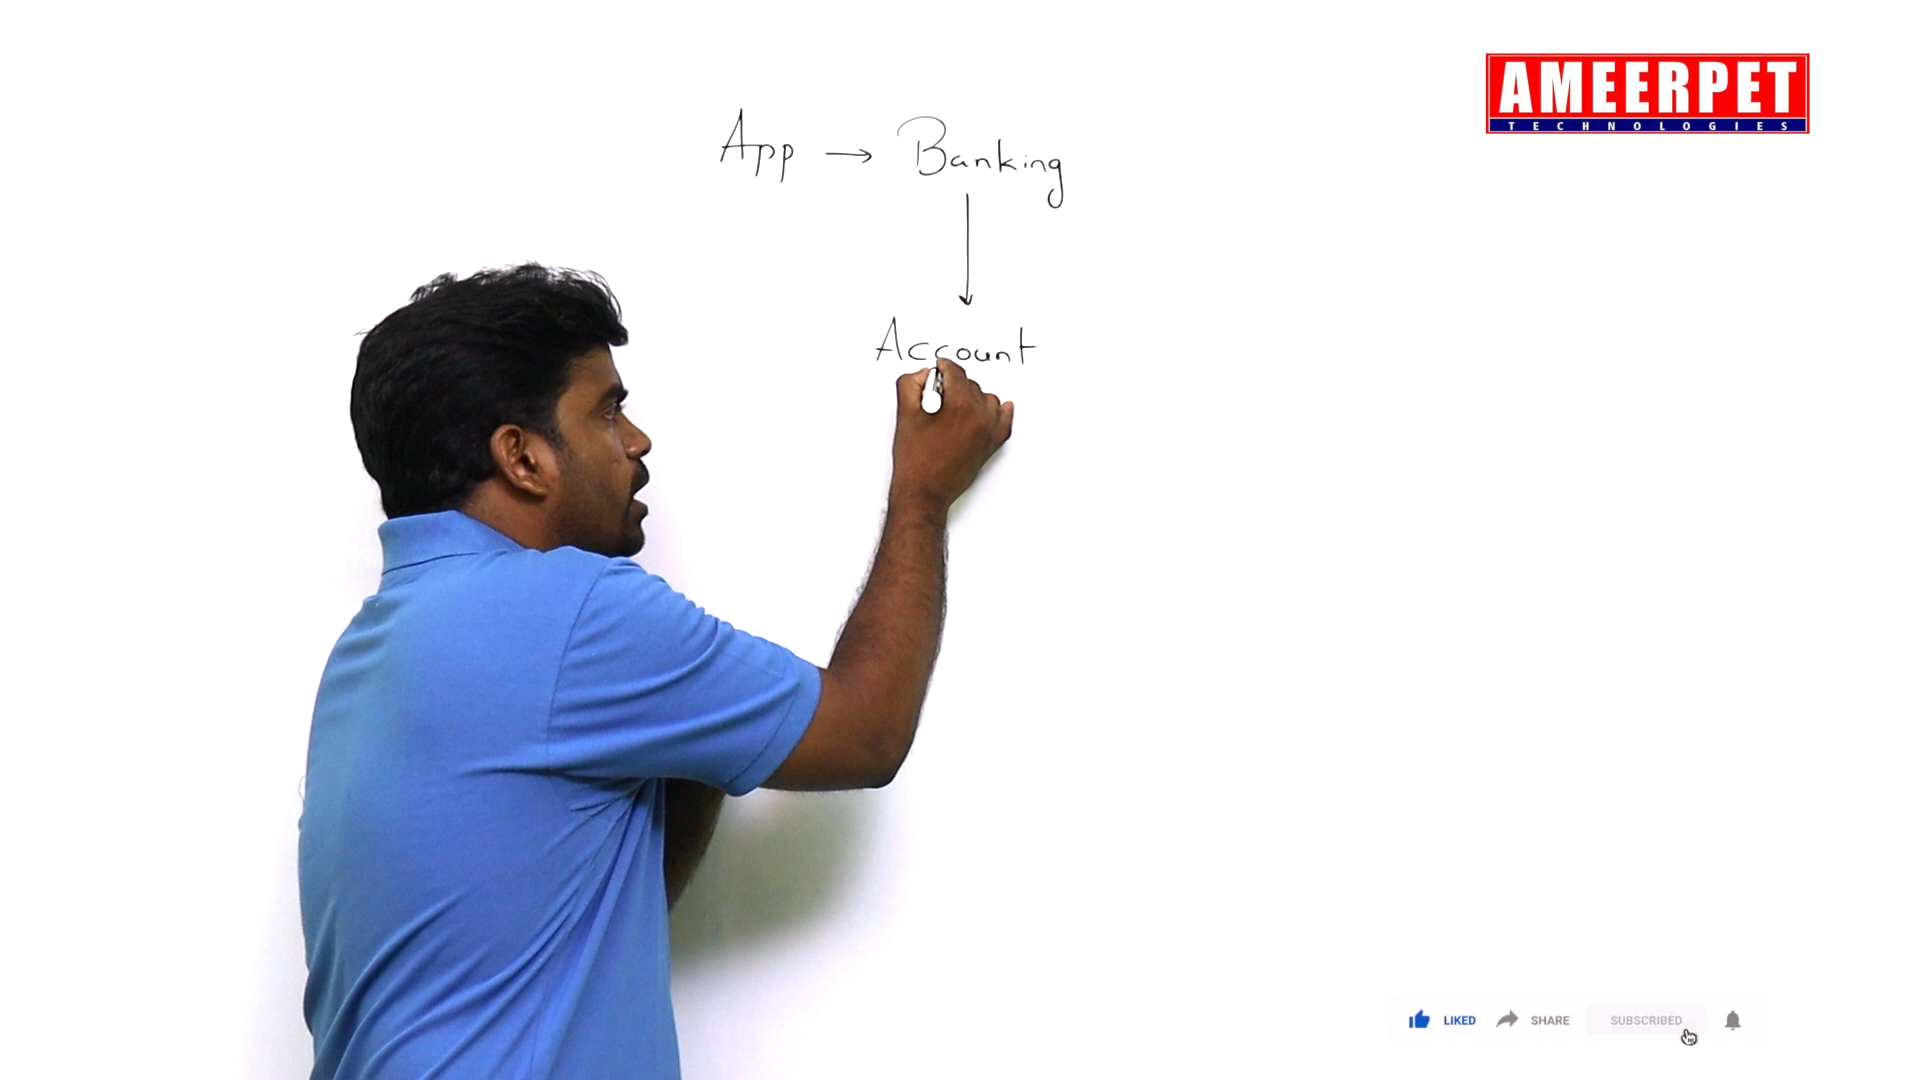 AMEERPET
TECHNOLOGIES
App → Banking
Account
LIKED SHARE SUBSCRIBED